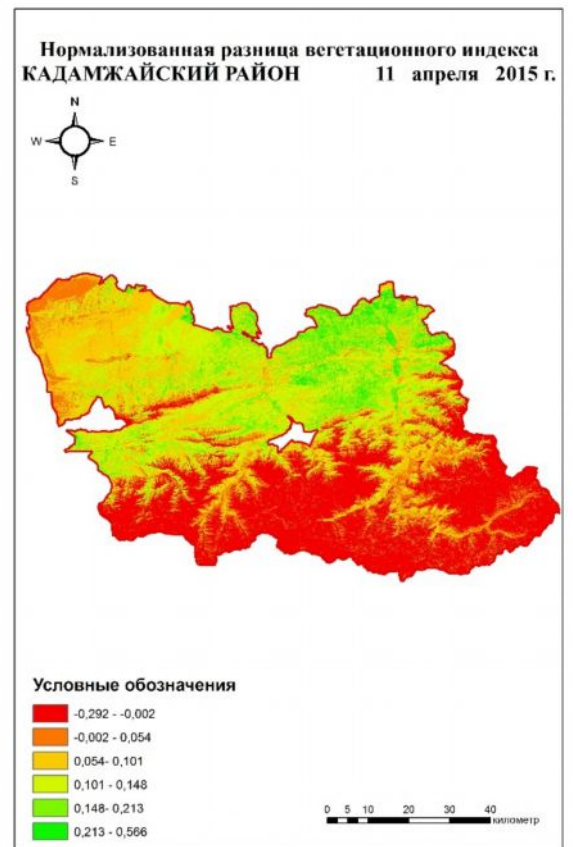 Нормализованная разница вегетационного индекса
КАДАМЖАЙСКИЙ РАЙОН 11 апреля 2015 г.
N
W E
S
Условные обозначения
-0,292 - -0,002
-0,002 - 0,054
0,054- 0,101
0,101 - 0,148
0,148- 0,213
0,213 - 0,566
0 5 10 20 30 40
километр